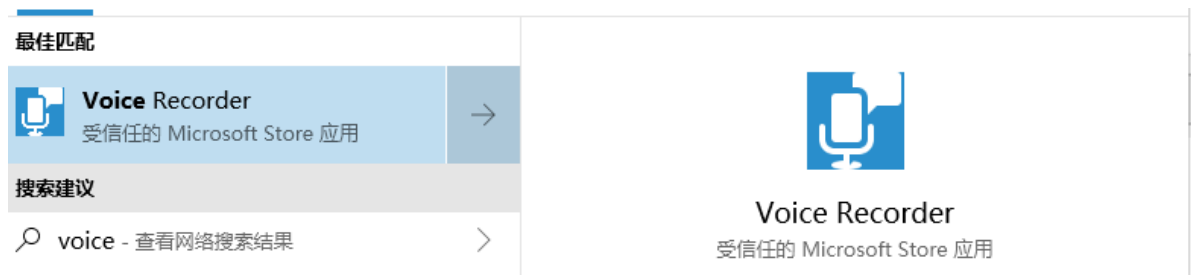 最佳匹配
Voice Recorder
受信任的 Microsoft Store 应用
搜索建议
voice - 查看网络搜索结果
Voice Recorder
受信任的 Microsoft Store 应用